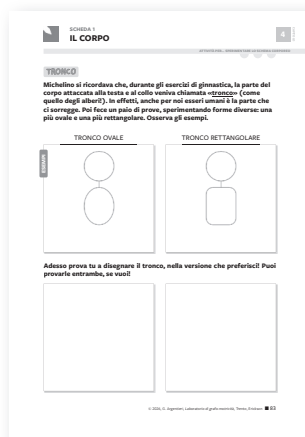 SCHEDA 1
IL CORPO
4
TRONCO
Michelino si ricordava che, durante gli esercizi di ginnastica, la parte del
corpo attaccata alla testa e al collo veniva chiamata «tronco» (come
quello degli alberi!). In effetti, anche per noi esseri umani è la parte che
ci sorregge. Poi fece un paio di prove, sperimentando forme diverse: una
più ovale e una più rettangolare. Osserva gli esempi.
TRONCO OVALE
TRONCO RETTANGOLARE
ESEMPI
Adesso prova tu a disegnare il tronco, nella versione che preferisci! Puoi
provarle entrambe, se vuoi!
83